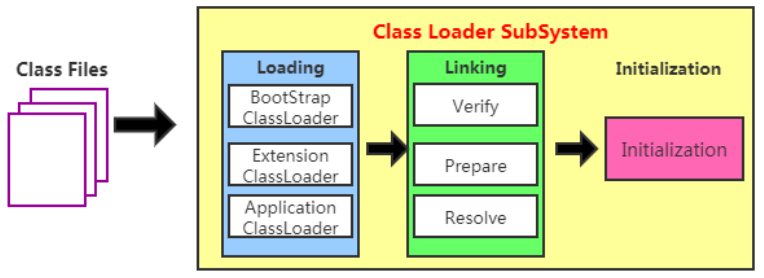 Class Loader SubSystem
Class Files
Loading
BootStrap
ClassLoader
Extension
ClassLoader
Application
ClassLoader
Linking
Verify
Prepare
Resolve
Initialization
Initialization